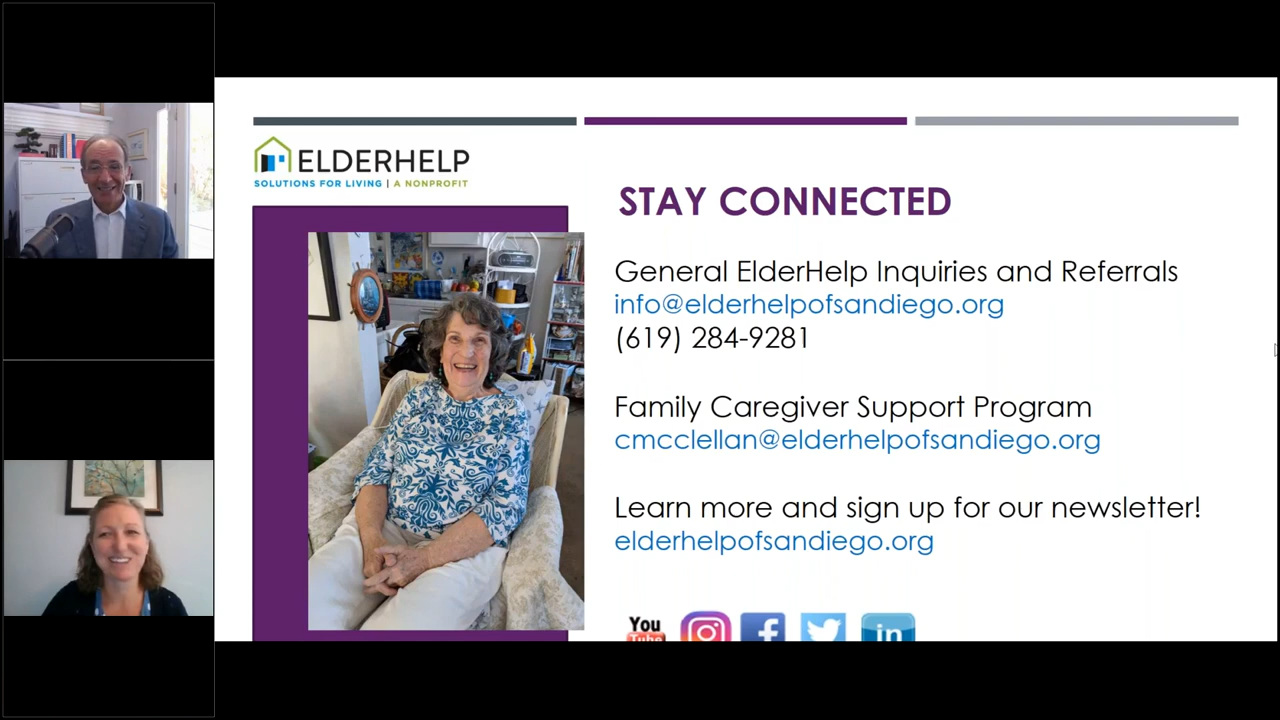 ELDERHELP
SOLUTIONS FOR LIVING | A NONPROFIT
STAY CONNECTED
General ElderHelp Inquiries and Referrals
info@elderhelpofsandiego.org
(619) 284-9281
Family Caregiver Support Program
cmcclellan@elderhelpofsandiego.org
Learn more and sign up for our newsletter!
elderhelpofsandiego.org
You
Tube
f
in